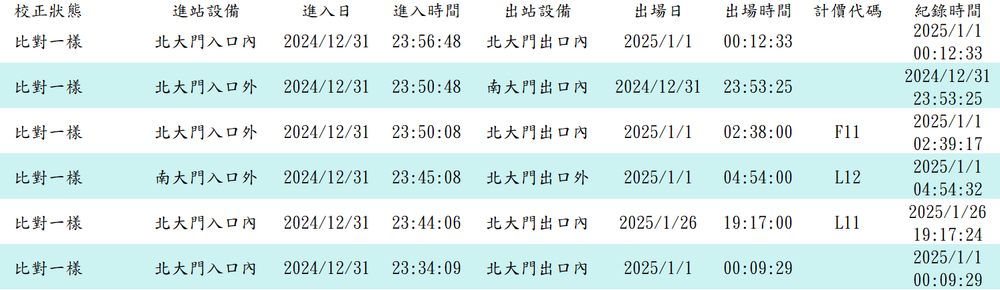 校正狀態 進站設備 進入日 進入時間 出站設備 出場日 出場時間 計價代碼 紀錄時間
比對一樣 北大門入口內 2024/12/31 23:56:48 北大門出口內 2025/1/1 00:12:33 2025/1/1
00:12:33
比對一樣 北大門入口外 2024/12/31 23:50:48 南大門出口內 2024/12/31 23:53:25 2024/12/31
23:53:25
比對一樣 北大門入口外 2024/12/31 23:50:08 北大門出口內 2025/1/1 02:38:00 F11 2025/1/1
02:39:17
比對一樣 南大門入口外 2024/12/31 23:45:08 北大門出口外 2025/1/1 04:54:00 L12 2025/1/1
04:54:32
比對一樣 北大門入口內 2024/12/31 23:44:06 北大門出口內 2025/1/26 19:17:00 L11 2025/1/26
19:17:24
比對一樣 北大門入口內 2024/12/31 23:34:09 北大門出口內 2025/1/1 00:09:29 2025/1/1
00:09:29